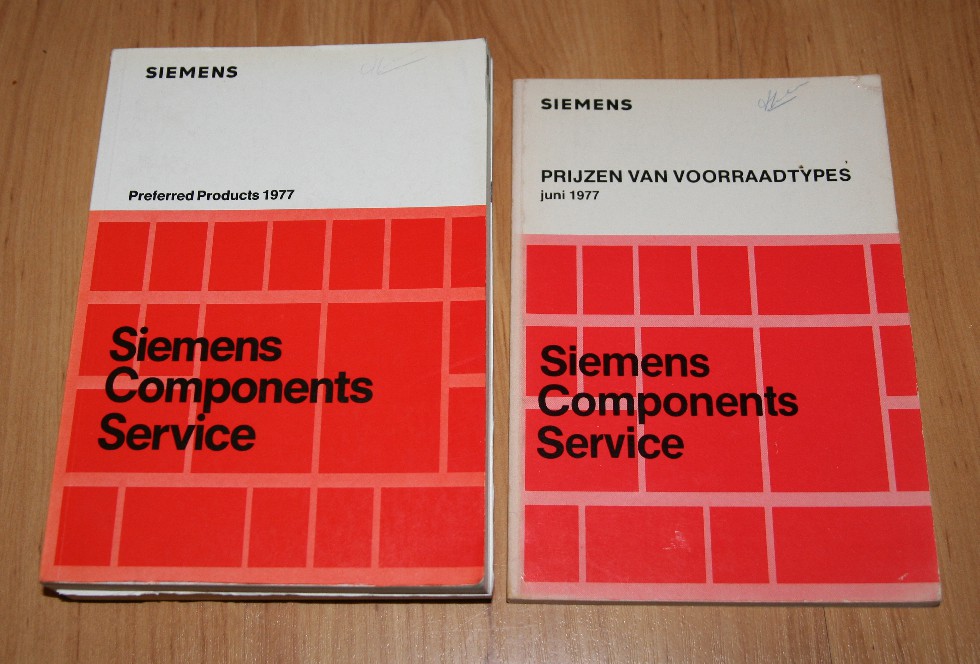 SIEMENS
Preferred Products 1977
Siemens
Components
Service
SIEMENS
PRIJZEN VAN VOORRAADTYPES
juni 1977
Siemens
Components
Service